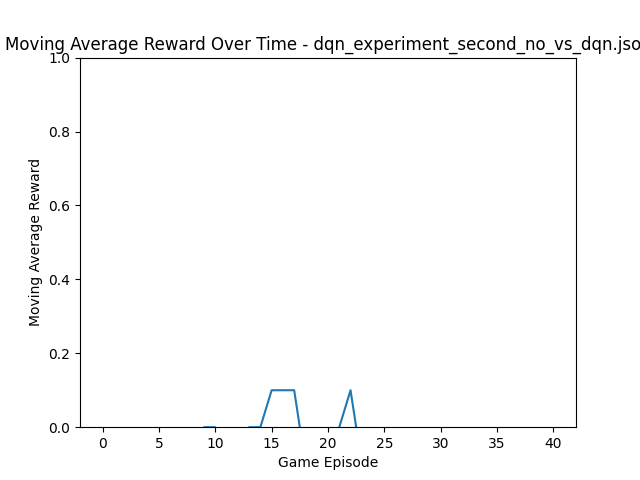 Moving Average Reward Over Time - dqn_experiment_second_no_vs_dqn.jso
1.0
0.8
0.6
0.4
0.2
0.0
Moving Average Reward
0 5 10 15 20 25 30 35 40
Game Episode